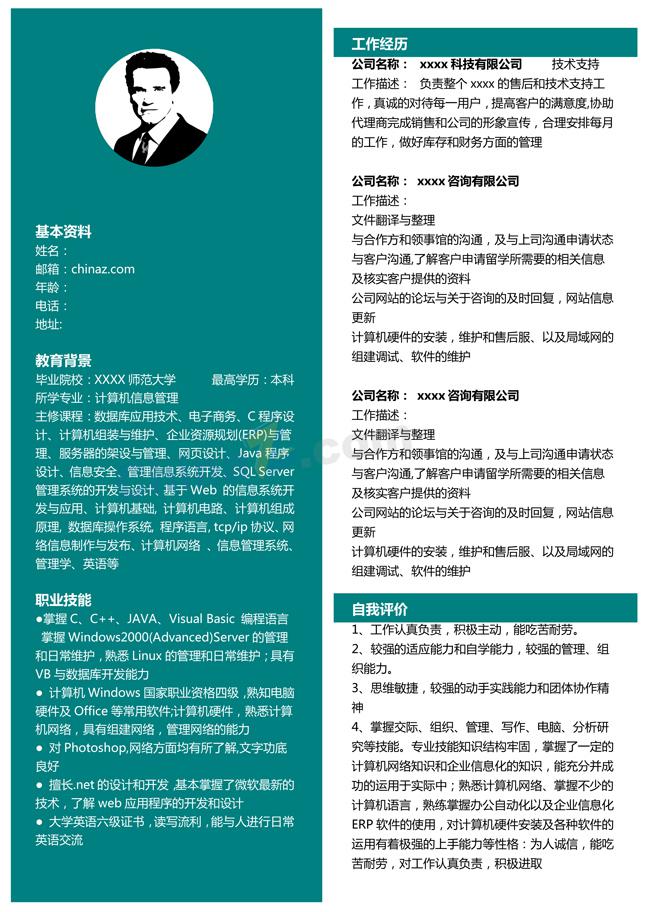 基本资料
姓名：
邮箱：chinaz.com
年龄：
电话：
地址:
教育背景
毕业院校：XXXX 师范大学 最高学历：本科
所学专业：计算机信息管理
主修课程：数据库应用技术、电子商务、C 程序设
计、计算机组装与维护、企业资源规划(ERP)与管
理、服务器的架设与管理、网页设计、Java 程序
设计、信息安全、管理信息系统开发、SQL Server
管理系统的开发与设计、基于 Web 的信息系统开
发与应用、计算机基础, 计算机电路、计算机组成
原理, 数据库操作系统, 程序语言, tcp/ip 协议、网
络信息制作与发布、计算机网络 、信息管理系统、
管理学、英语等
职业技能
●掌握 C、C++、JAVA、Visual Basic 编程语言
掌握 Windows2000(Advanced)Server 的管理
和日常维护，熟悉 Linux 的管理和日常维护；具有
VB 与数据库开发能力
● 计算机 Windows 国家职业资格四级 ,熟知电脑
硬件及 Office 等常用软件;计算机硬件，熟悉计算
机网络，具有组建网络，管理网络的能力
● 对 Photoshop,网络方面均有所了解,文字功底
良好
● 擅长.net 的设计和开发 ,基本掌握了微软最新的
技术，了解 web 应用程序的开发和设计
● 大学英语六级证书，读写流利，能与人进行日常
英语交流
工作经历
公司名称： xxxx 科技有限公司 技术支持
工作描述： 负责整个 xxxx 的售后和技术支持工
作，真诚的对待每一用户，提高客户的满意度,协助
代理商完成销售和公司的形象宣传，合理安排每月
的工作，做好库存和财务方面的管理
公司名称： xxxx 咨询有限公司
工作描述：
文件翻译与整理
与合作方和领事馆的沟通，及与上司沟通申请状态
与客户沟通,了解客户申请留学所需要的相关信息
及核实客户提供的资料
公司网站的论坛与关于咨询的及时回复，网站信息
更新
计算机硬件的安装，维护和售后服、以及局域网的
组建调试、软件的维护
公司名称： xxxx 咨询有限公司
工作描述：
文件翻译与整理
与合作方和领事馆的沟通，及与上司沟通申请状态
与客户沟通,了解客户申请留学所需要的相关信息
及核实客户提供的资料
公司网站的论坛与关于咨询的及时回复，网站信息
更新
计算机硬件的安装，维护和售后服、以及局域网的
组建调试、软件的维护
自我评价
1、工作认真负责，积极主动，能吃苦耐劳。
2、较强的适应能力和自学能力，较强的管理、组
织能力。
3、思维敏捷，较强的动手实践能力和团体协作精
神
4、掌握交际、组织、管理、写作、电脑、分析研
究等技能。专业技能知识结构牢固，掌握了一定的
计算机网络知识和企业信息化的知识，能充分并成
功的运用于实际中；熟悉计算机网络、掌握不少的
计算机语言，熟练掌握办公自动化以及企业信息化
ERP 软件的使用，对计算机硬件安装及各种软件的
运用有着极强的上手能力等性格：为人诚信，能吃
苦耐劳，对工作认真负责，积极进取